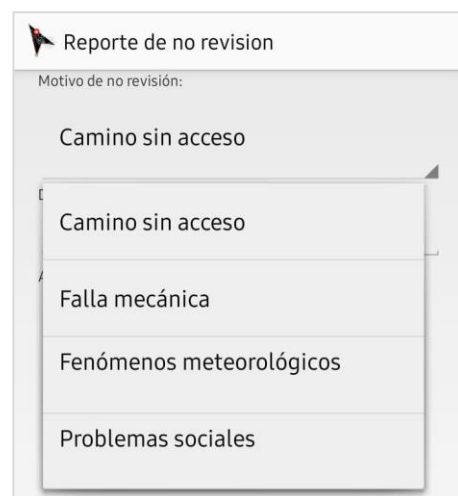 Reporte de no revision
Motivo de no revisión:
Camino sin acceso
Camino sin acceso
Falla mecánica
Fenómenos meteorológicos
Problemas sociales